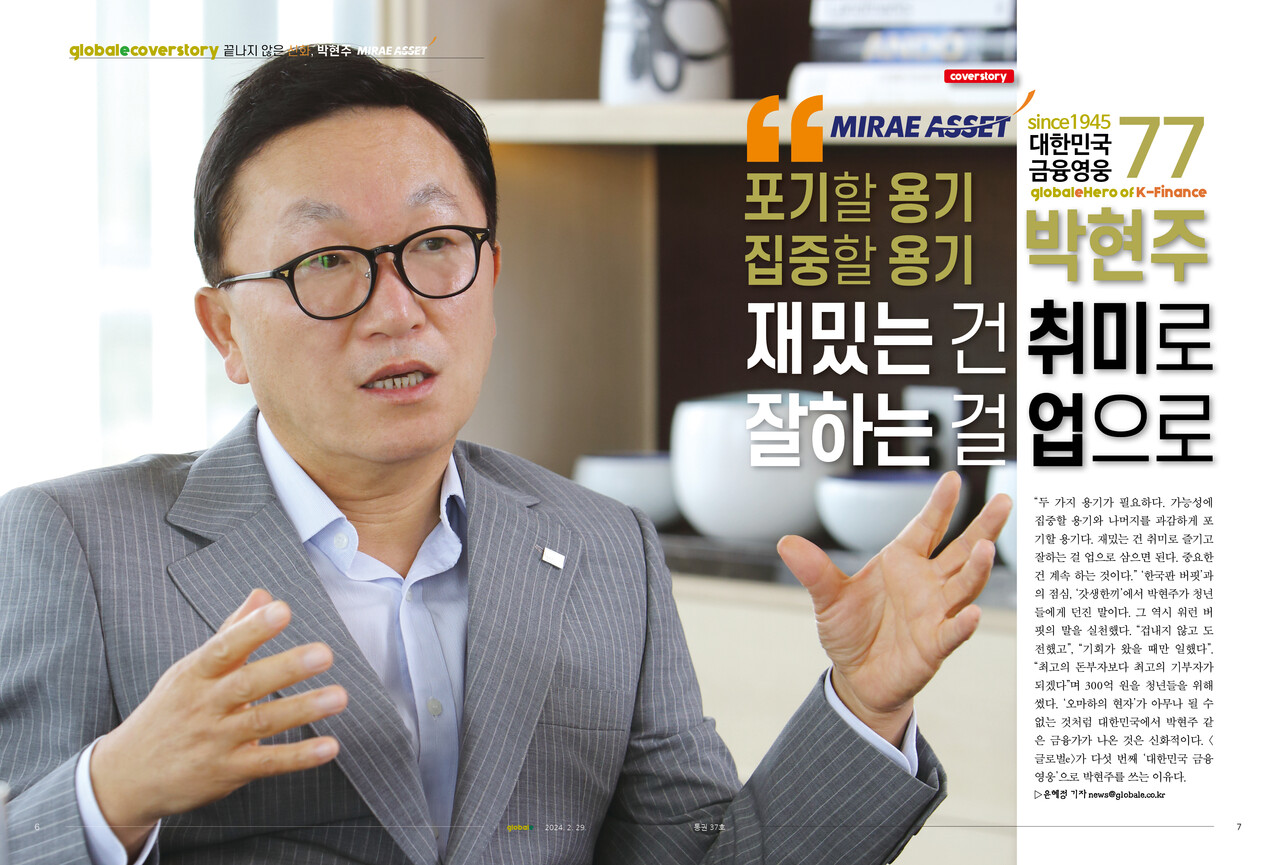 globalecoverstory 끝나지 않은 신화, 박현주 MIRAE ASSET
coverstory
“ MIRAE ASSET
포기할 용기
집중할 용기
재밌는 건 취미로
잘하는 걸 업으로
since1945
대한민국
금융영웅 77
globaleHero of K-Finance
박현주
“두 가지 용기가 필요하다. 가능성에
집중할 용기와 나머지를 과감하게 포
기할 용기다. 재밌는 건 취미로 즐기고
잘하는 걸 업으로 삼으면 된다. 중요한
건 계속 하는 것이다.” ‘한국판 버핏’과
의 점심, ‘갓생한끼’에서 박현주가 청년
들에게 던진 말이다. 그 역시 워런 버
핏의 말을 실천했다. “겁내지 않고 도
전했고”, “기회가 왔을 때만 일했다”.
“최고의 돈부자보다 최고의 기부자가
되겠다”며 300억 원을 청년들을 위해
썼다. ‘오마하의 현자’가 아무나 될 수
없는 것처럼 대한민국에서 박현주 같
은 금융가가 나온 것은 신화적이다. 〈
글로벌e〉가 다섯 번째 ‘대한민국 금융
영웅’으로 박현주를 쓰는 이유다.
▷은혜정 기자 news@globale.co.kr
6
globale 2024. 2. 29.
통권 37호
7